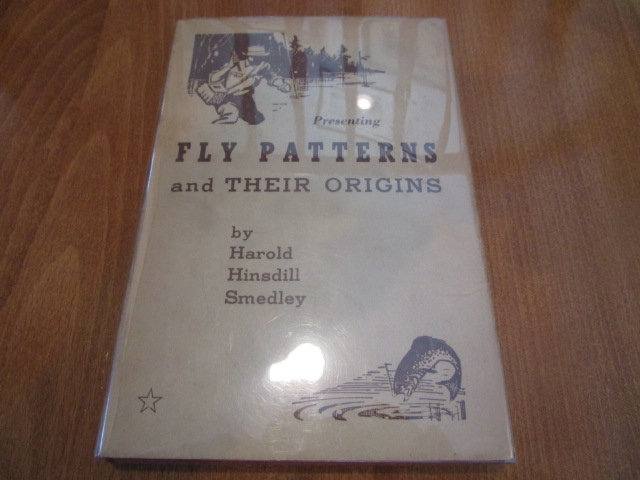 Presenting
FLY PATTERNS
and THEIR ORIGINS
by
Harold
Hinsdill
Smedley